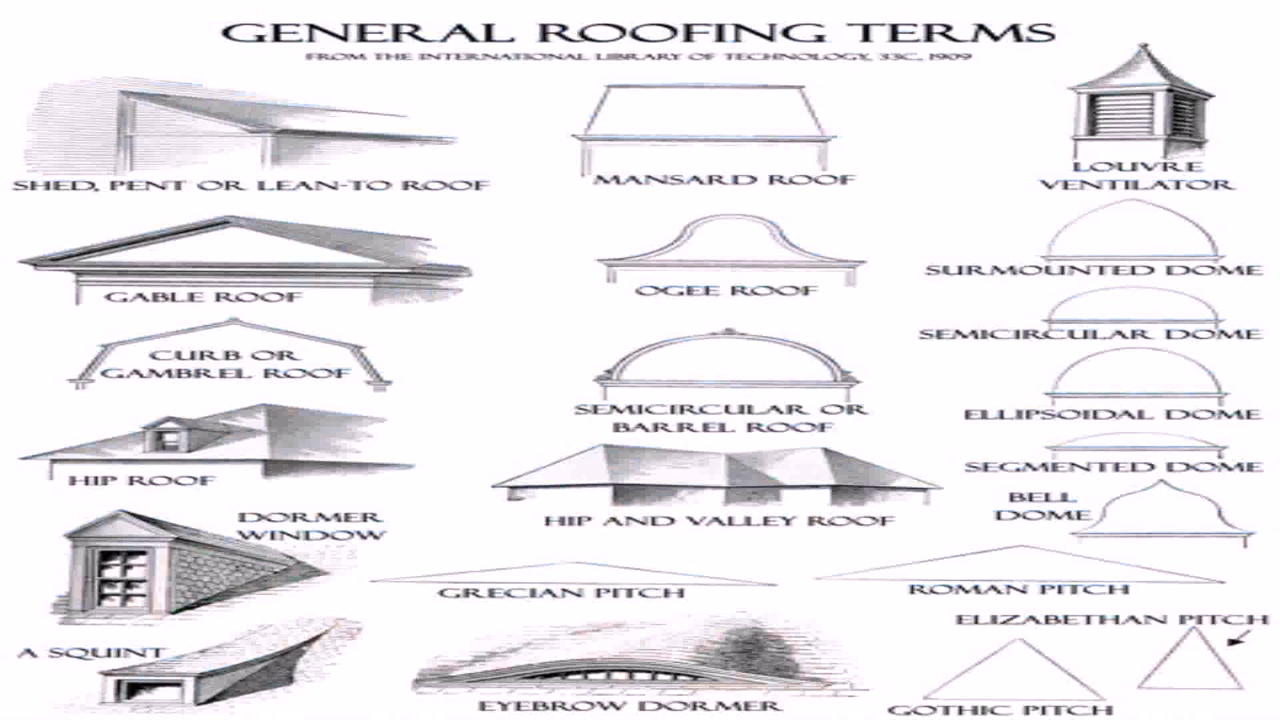 GENERAL ROOFING TERMS
FROM THE INTERNATIONAL LIBRARY OF TECHNOLOGY, 33C, 1909
SHED, PENT OR LEAN-TO ROOF
MANSARD ROOF
LOUVRE
VENTILATOR
GABLE ROOF
OGEE ROOF
SURMOUNTED DOME
SEMICIRCULAR DOME
CURB OR
GAMBREL ROOF
SEMICIRCULAR OR
BARREL ROOF
ELLIPSOIDAL DOME
SEGMENTED DOME
HIP ROOF
HIP AND VALLEY ROOF
BELL
DOME
DORMER
WINDOW
GRECIAN PITCH
ROMAN PITCH
ELIZABETHAN PITCH
A SQUINT
EYEBROW DORMER
GOTHIC PITCH